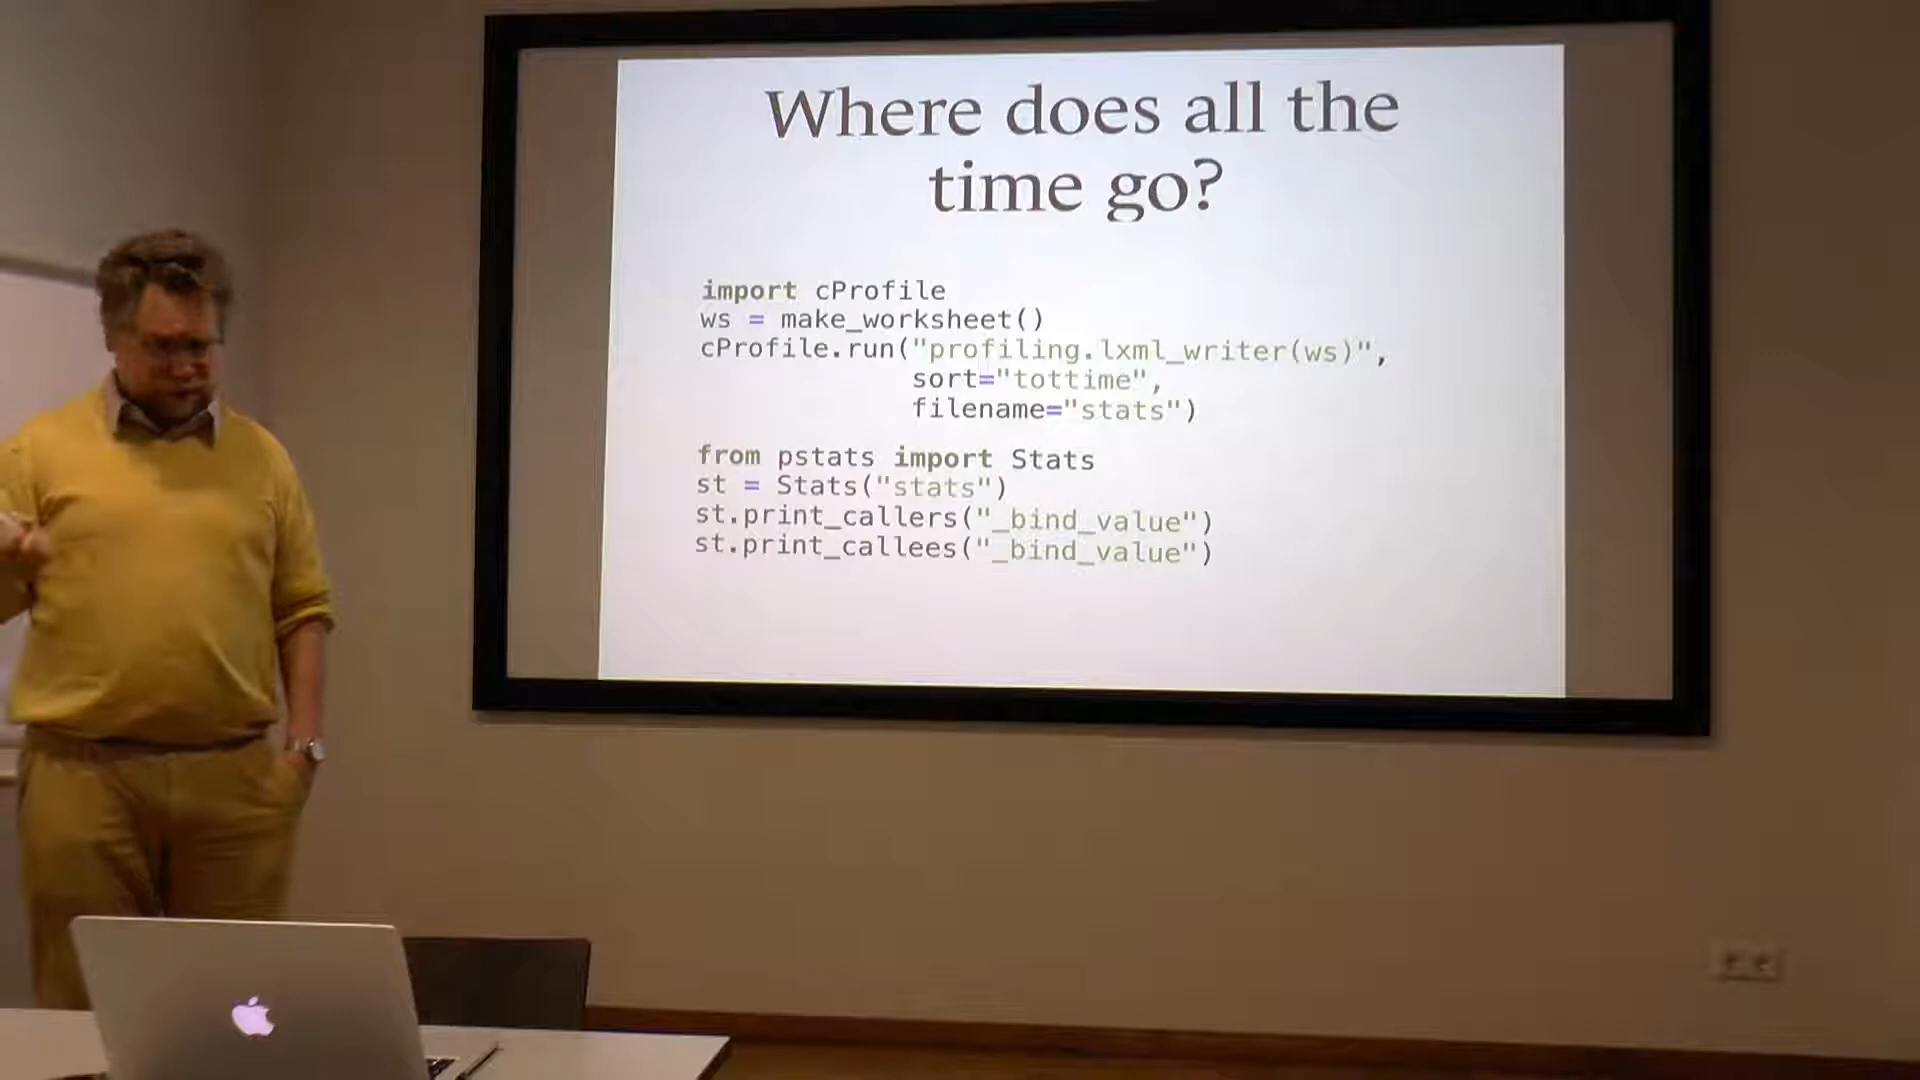 Where does all the
time go?
import cProfile
ws = make_worksheet()
cProfile.run("profiling.lxml_writer(ws)",
sort="tottime",
filename="stats")
from pstats import Stats
st = Stats("stats")
st.print_callers("_bind_value")
st.print_callees("_bind_value")